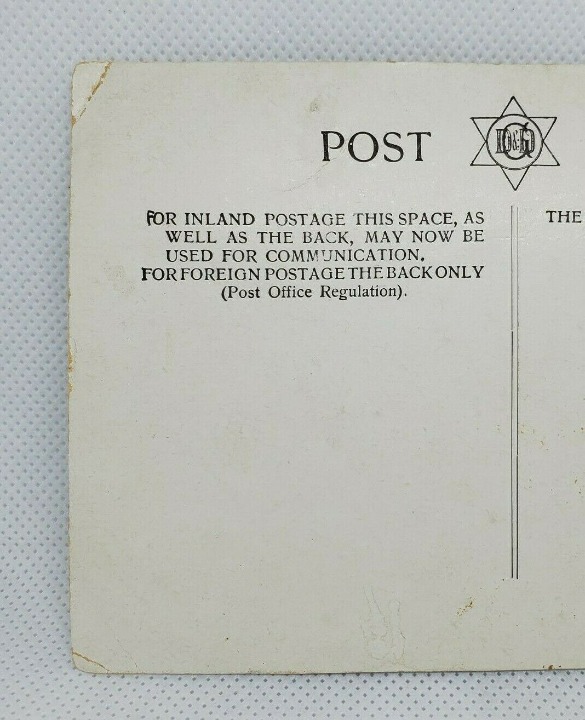 POST
FOR INLAND POSTAGE THIS SPACE, AS
WELL AS THE BACK, MAY NOW BE
USED FOR COMMUNICATION.
FOR FOREIGN POSTAGE THE BACK ONLY
(Post Office Regulation).
THE